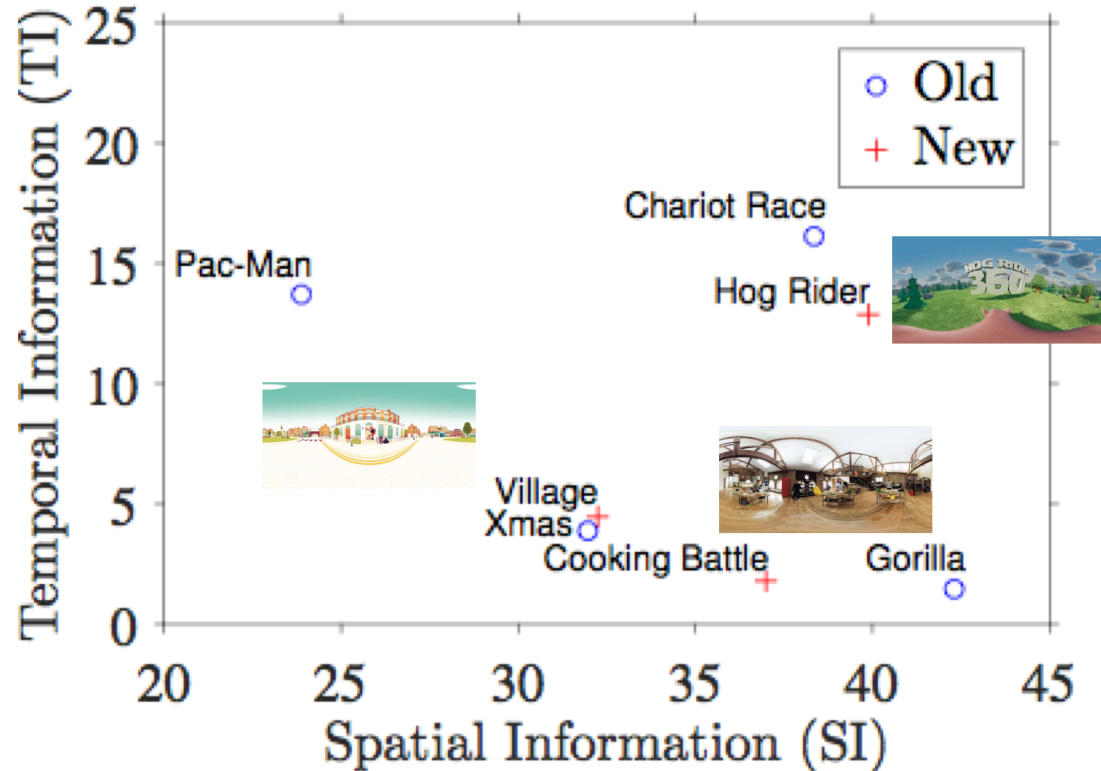 Temporal Information (TI)
25
20
15
10
5
0
Old
New
Chariot Race
Pac-Man
Hog Rider
HOG RIDER
360
Village
Xmas
Cooking Battle
Gorilla
20
25
30
35
40
45
Spatial Information (SI)